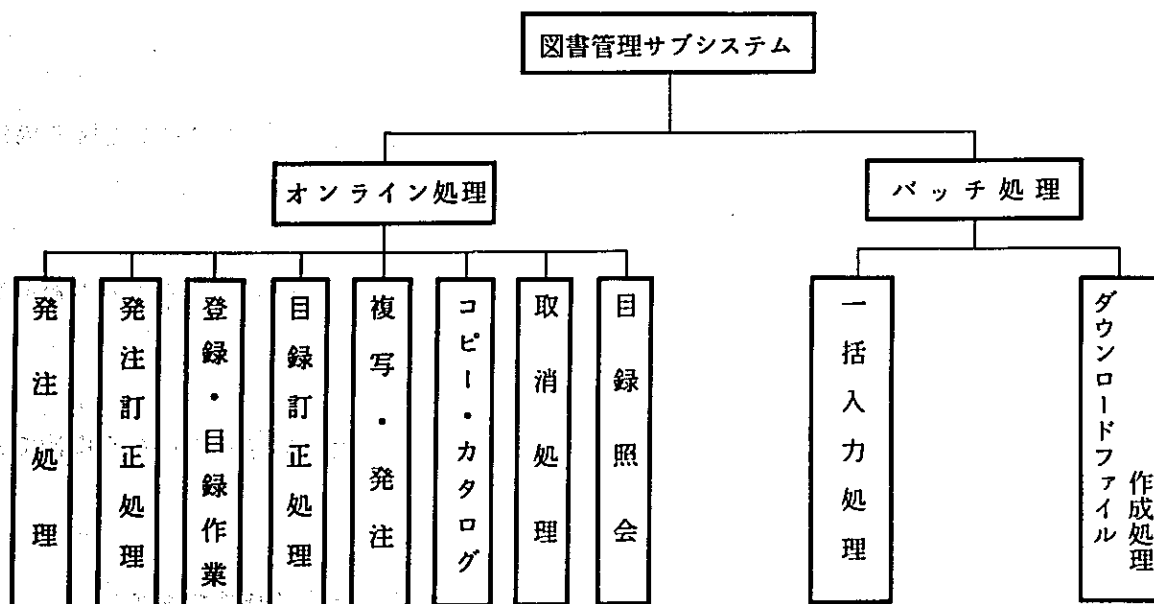 図書管理サブシステム
オンライン処理
バッチ処理
発注処理
発注訂正処理
登録・目録作業
目録訂正処理
複写・発注
コピー・カタログ
取消処理
目録照会
一括入力処理
ダウンロードファイル
作成処理